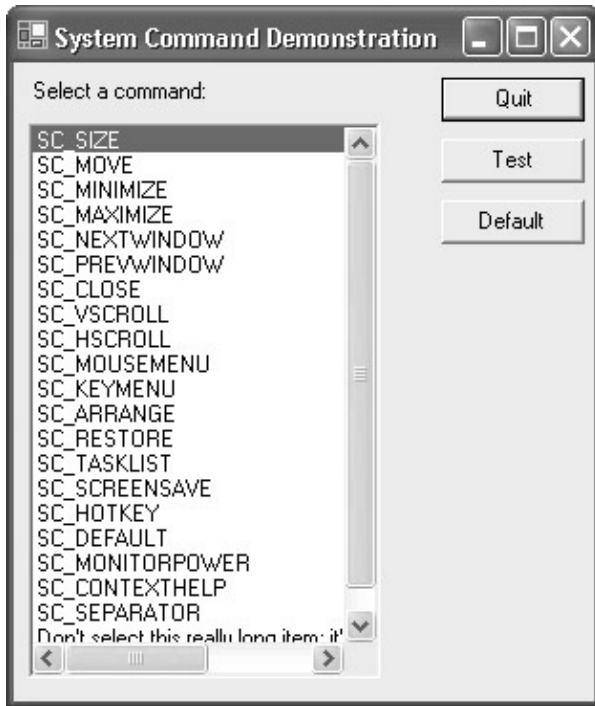 System Command Demonstration
Select a command:
Quit
Test
Default
SC_SIZE
SC_MOVE
SC_MINIMIZE
SC_MAXIMIZE
SC_NEXTWINDOW
SC_PREVWINDOW
SC_CLOSE
SC_VSCROLL
SC_HSCROLL
SC_MOUSEMENU
SC_KEYMENU
SC_ARRANGE
SC_RESTORE
SC_TASKLIST
SC_SCREENSAVE
SC_HOTKEY
SC_DEFAULT
SC_MONITORPOWER
SC_CONTEXTHELP
SC_SEPARATOR
Don't select this really long item; it'